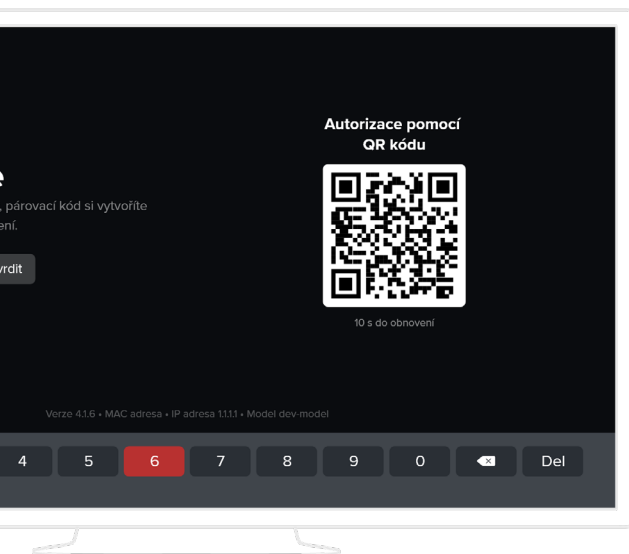 Autorizace pomocí
QR kódu
e
, párovací kód si vytvoříte
ení.
vrdit
10 s do obnovení
Verze 4.1.6 • MAC adresa • IP adresa 1.1.1.1 • Model dev-model
4 5 6 7 8 9 0 Del